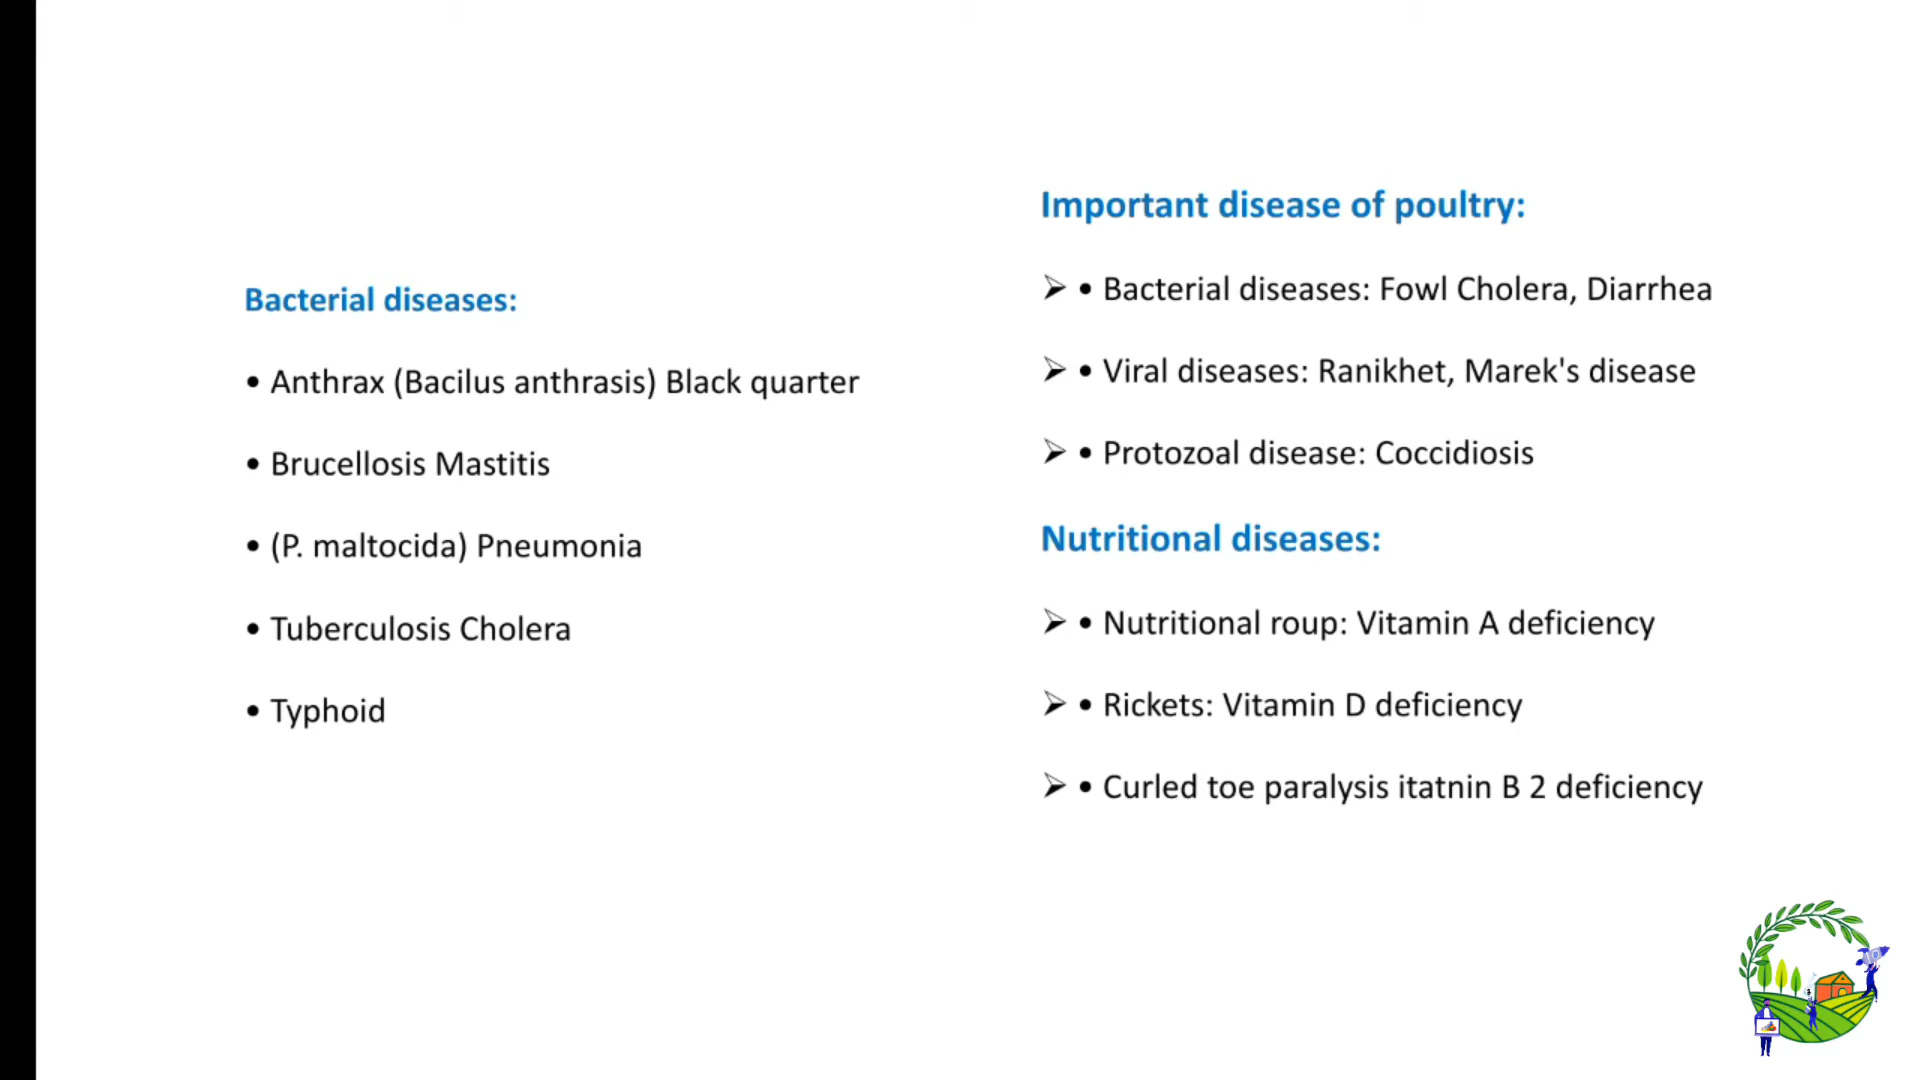 Bacterial diseases:
• Anthrax (Bacilus anthrasis) Black quarter
• Brucellosis Mastitis
• (P. maltocida) Pneumonia
• Tuberculosis Cholera
• Typhoid
Important disease of poultry:
➢ • Bacterial diseases: Fowl Cholera, Diarrhea
➢ • Viral diseases: Ranikhet, Marek's disease
➢ • Protozoal disease: Coccidiosis
Nutritional diseases:
➢ • Nutritional roup: Vitamin A deficiency
➢ • Rickets: Vitamin D deficiency
➢ • Curled toe paralysis itatnin B 2 deficiency